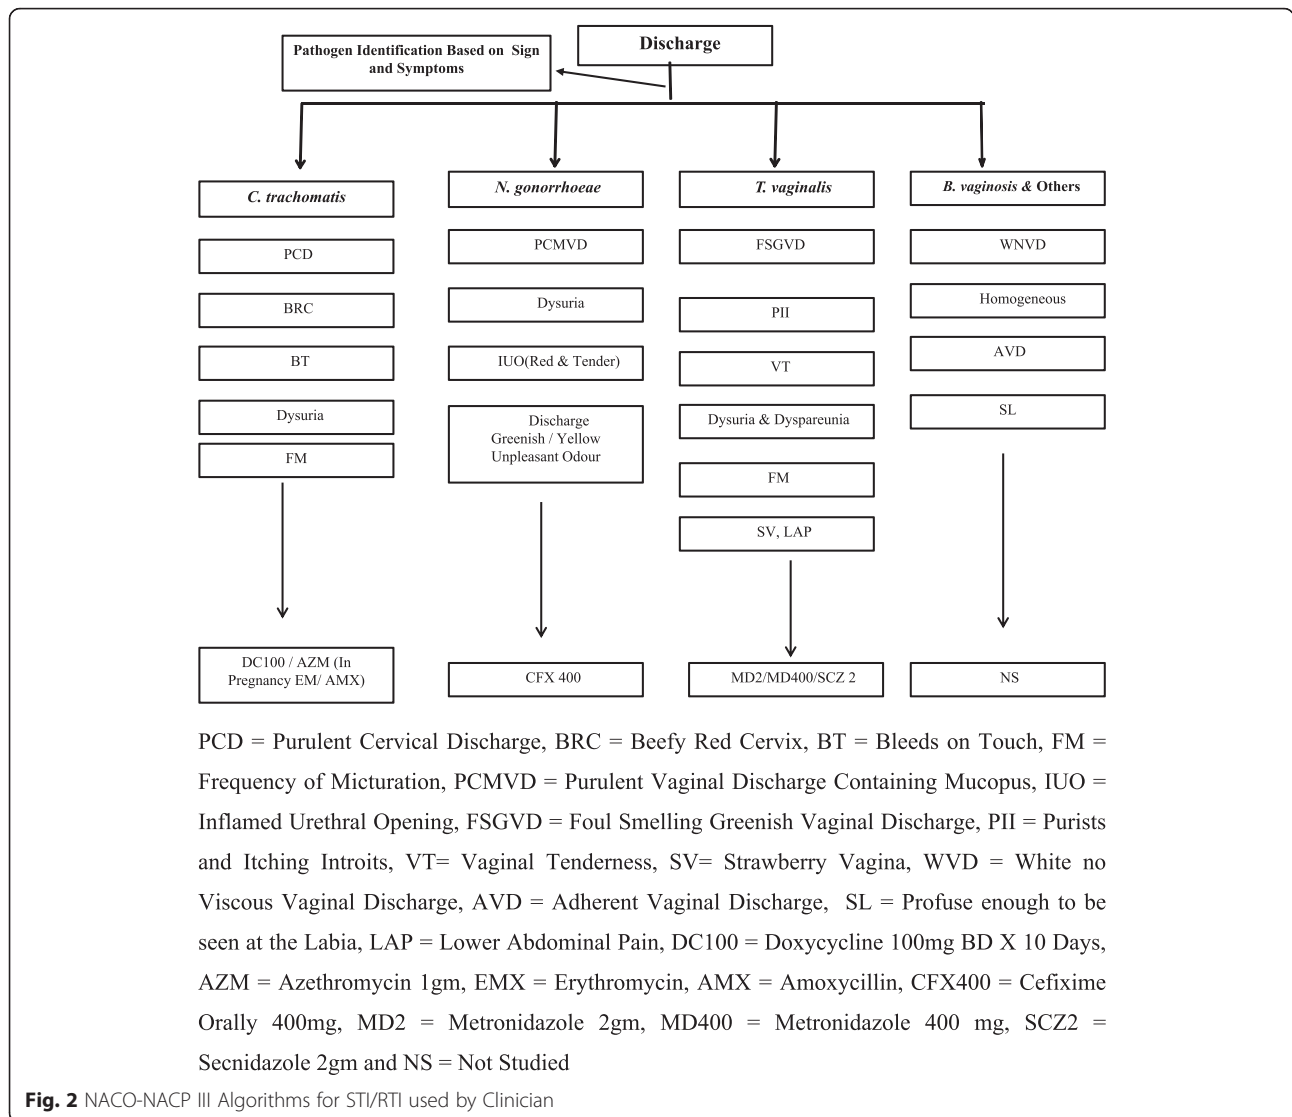 Discharge
Pathogen Identification Based on Sign
and Symptoms
C. trachomatis
PCD
BRC
BT
Dysuria
FM
DC100 / AZM (In
Pregnancy EM/ AMX)
N. gonorrhoeae
PCMVD
Dysuria
IUO(Red & Tender)
Discharge
Greenish / Yellow
Unpleasant Odour
CFX 400
T. vaginalis
FSGVD
PII
VT
Dysuria & Dyspareunia
FM
SV, LAP
MD2/MD400/SCZ 2
B. vaginosis & Others
WNVD
Homogeneous
AVD
SL
NS
PCD = Purulent Cervical Discharge, BRC = Beefy Red Cervix, BT = Bleeds on Touch, FM =
Frequency of Micturation, PCMVD = Purulent Vaginal Discharge Containing Mucopus, IUO =
Inflamed Urethral Opening, FSGVD = Foul Smelling Greenish Vaginal Discharge, PII = Purists
and Itching Introits, VT= Vaginal Tenderness, SV= Strawberry Vagina, WVD = White no
Viscous Vaginal Discharge, AVD = Adherent Vaginal Discharge, SL = Profuse enough to be
seen at the Labia, LAP = Lower Abdominal Pain, DC100 = Doxycycline 100mg BD X 10 Days,
AZM = Azethromycin 1gm, EMX = Erythromycin, AMX = Amoxycillin, CFX400 = Cefixime
Orally 400mg, MD2 = Metronidazole 2gm, MD400 = Metronidazole 400 mg, SCZ2 =
Secnidazole 2gm and NS = Not Studied
Fig. 2 NACO-NACP III Algorithms for STI/RTI used by Clinician